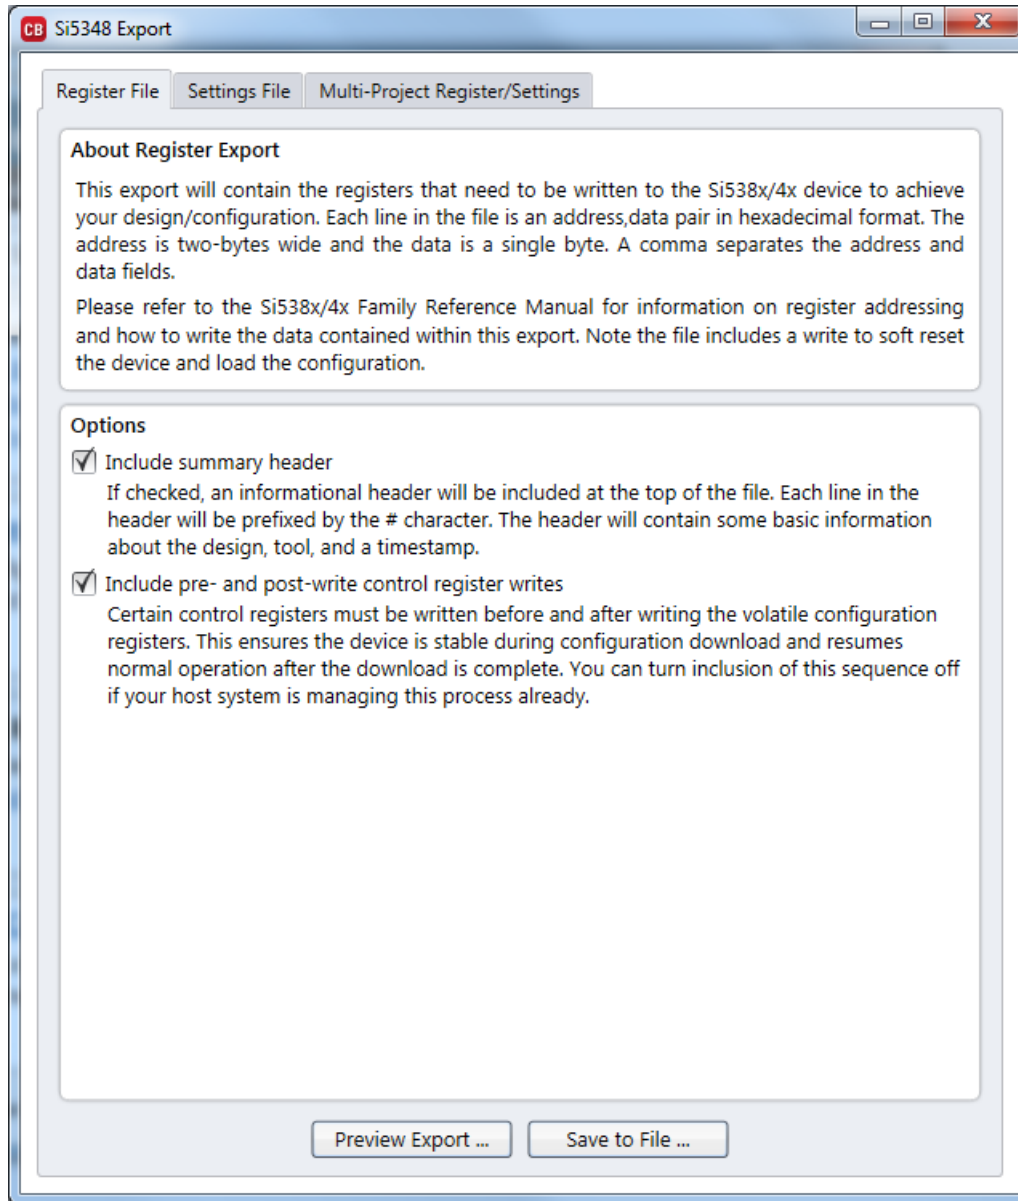 CB Si5348 Export
Register File Settings File Multi-Project Register/Settings
About Register Export
This export will contain the registers that need to be written to the Si538x/4x device to achieve
your design/configuration. Each line in the file is an address,data pair in hexadecimal format. The
address is two-bytes wide and the data is a single byte. A comma separates the address and
data fields.
Please refer to the Si538x/4x Family Reference Manual for information on register addressing
and how to write the data contained within this export. Note the file includes a write to soft reset
the device and load the configuration.
Options
Include summary header
If checked, an informational header will be included at the top of the file. Each line in the
header will be prefixed by the # character. The header will contain some basic information
about the design, tool, and a timestamp.
Include pre- and post-write control register writes
Certain control registers must be written before and after writing the volatile configuration
registers. This ensures the device is stable during configuration download and resumes
normal operation after the download is complete. You can turn inclusion of this sequence off
if your host system is managing this process already.
Preview Export ... Save to File ...